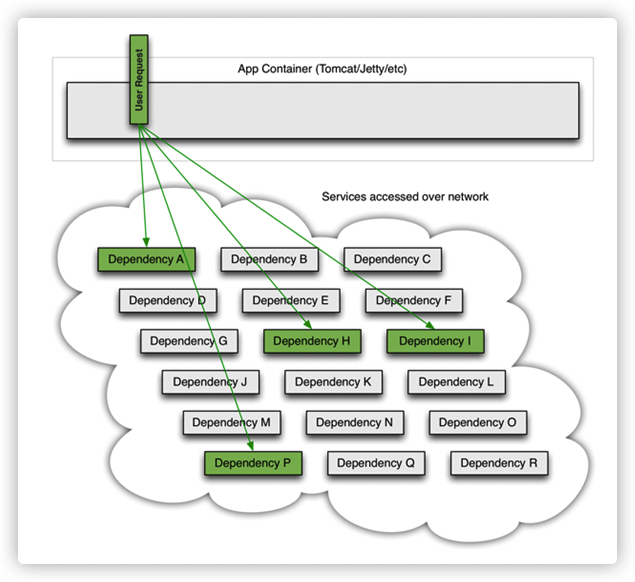 User Request
App Container (Tomcat/Jetty/etc)
Services accessed over network
Dependency A
Dependency B
Dependency C
Dependency D
Dependency E
Dependency F
Dependency G
Dependency H
Dependency I
Dependency J
Dependency K
Dependency L
Dependency M
Dependency N
Dependency O
Dependency P
Dependency Q
Dependency R